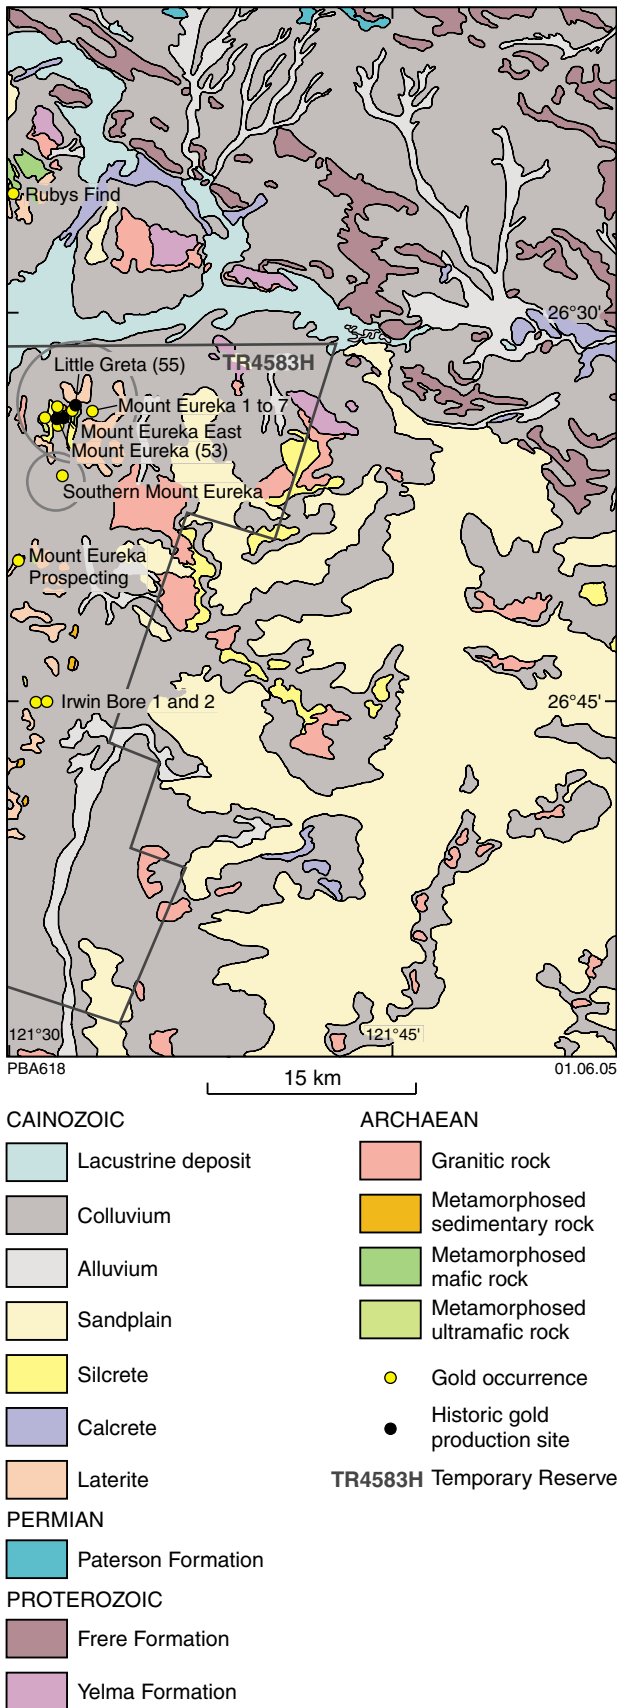 Rubys Find
26°30'
TR4583H
Little Greta (55)
Mount Eureka 1 to 7
Mount Eureka East
Mount Eureka (53)
Southern Mount Eureka
Mount Eureka
Prospecting
Irwin Bore 1 and 2
26°45'
121°30'
121°45'
PBA618
01.06.05
15 km
CAINOZOIC
Lacustrine deposit
Colluvium
Alluvium
Sandplain
Silcrete
Calcrete
Laterite
PERMIAN
Paterson Formation
PROTEROZOIC
Frere Formation
Yelma Formation
ARCHAEAN
Granitic rock
Metamorphosed
sedimentary rock
Metamorphosed
mafic rock
Metamorphosed
ultramafic rock
Gold occurrence
Historic gold
production site
TR4583H Temporary Reserve